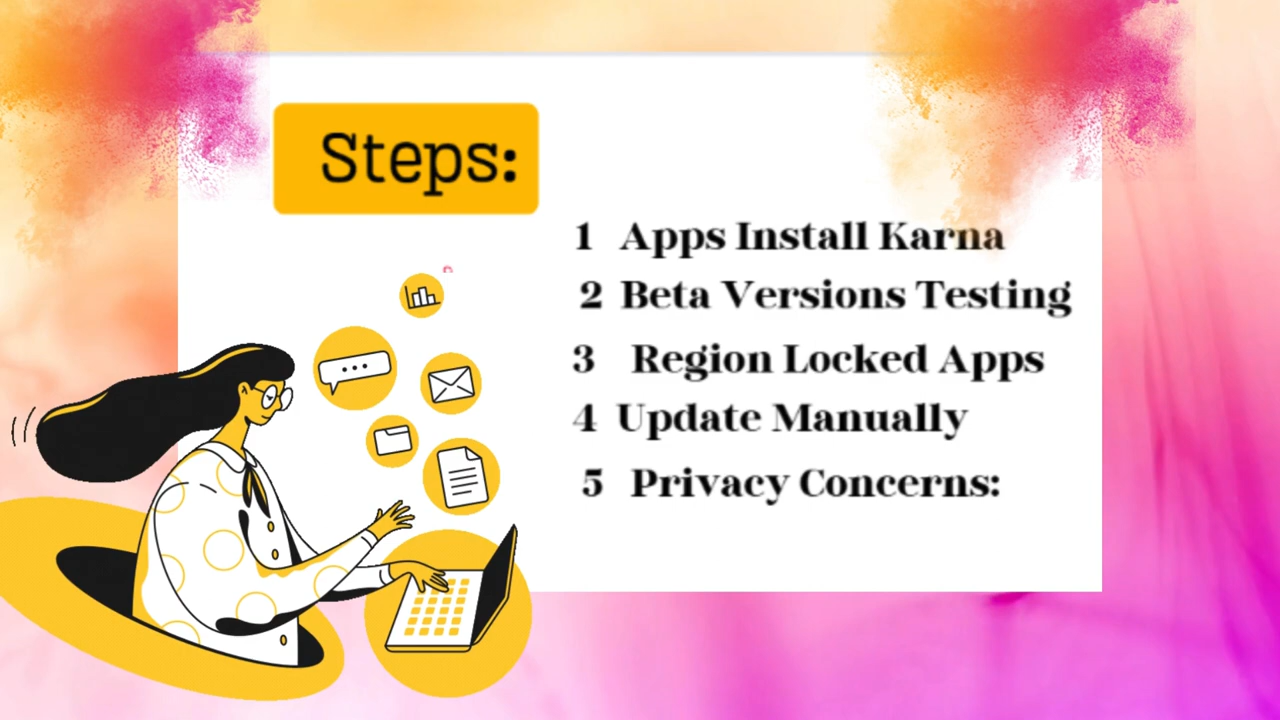 Steps:
1 Apps Install Karna
2 Beta Versions Testing
3 Region Locked Apps
4 Update Manually
5 Privacy Concerns: